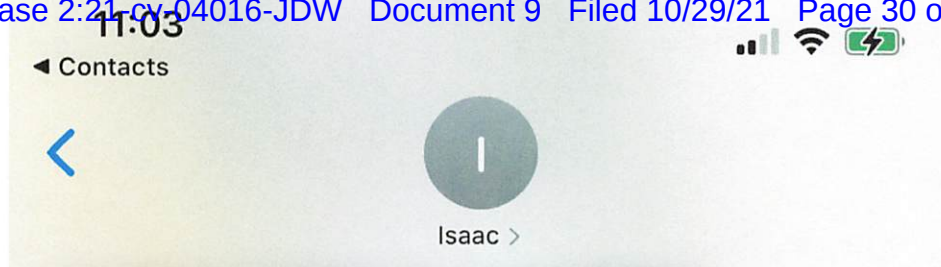 ase 2:21-cv-04016-JDW Document 9 Filed 10/29/21 Page 30 o
11:03
Contacts
I
Isaac